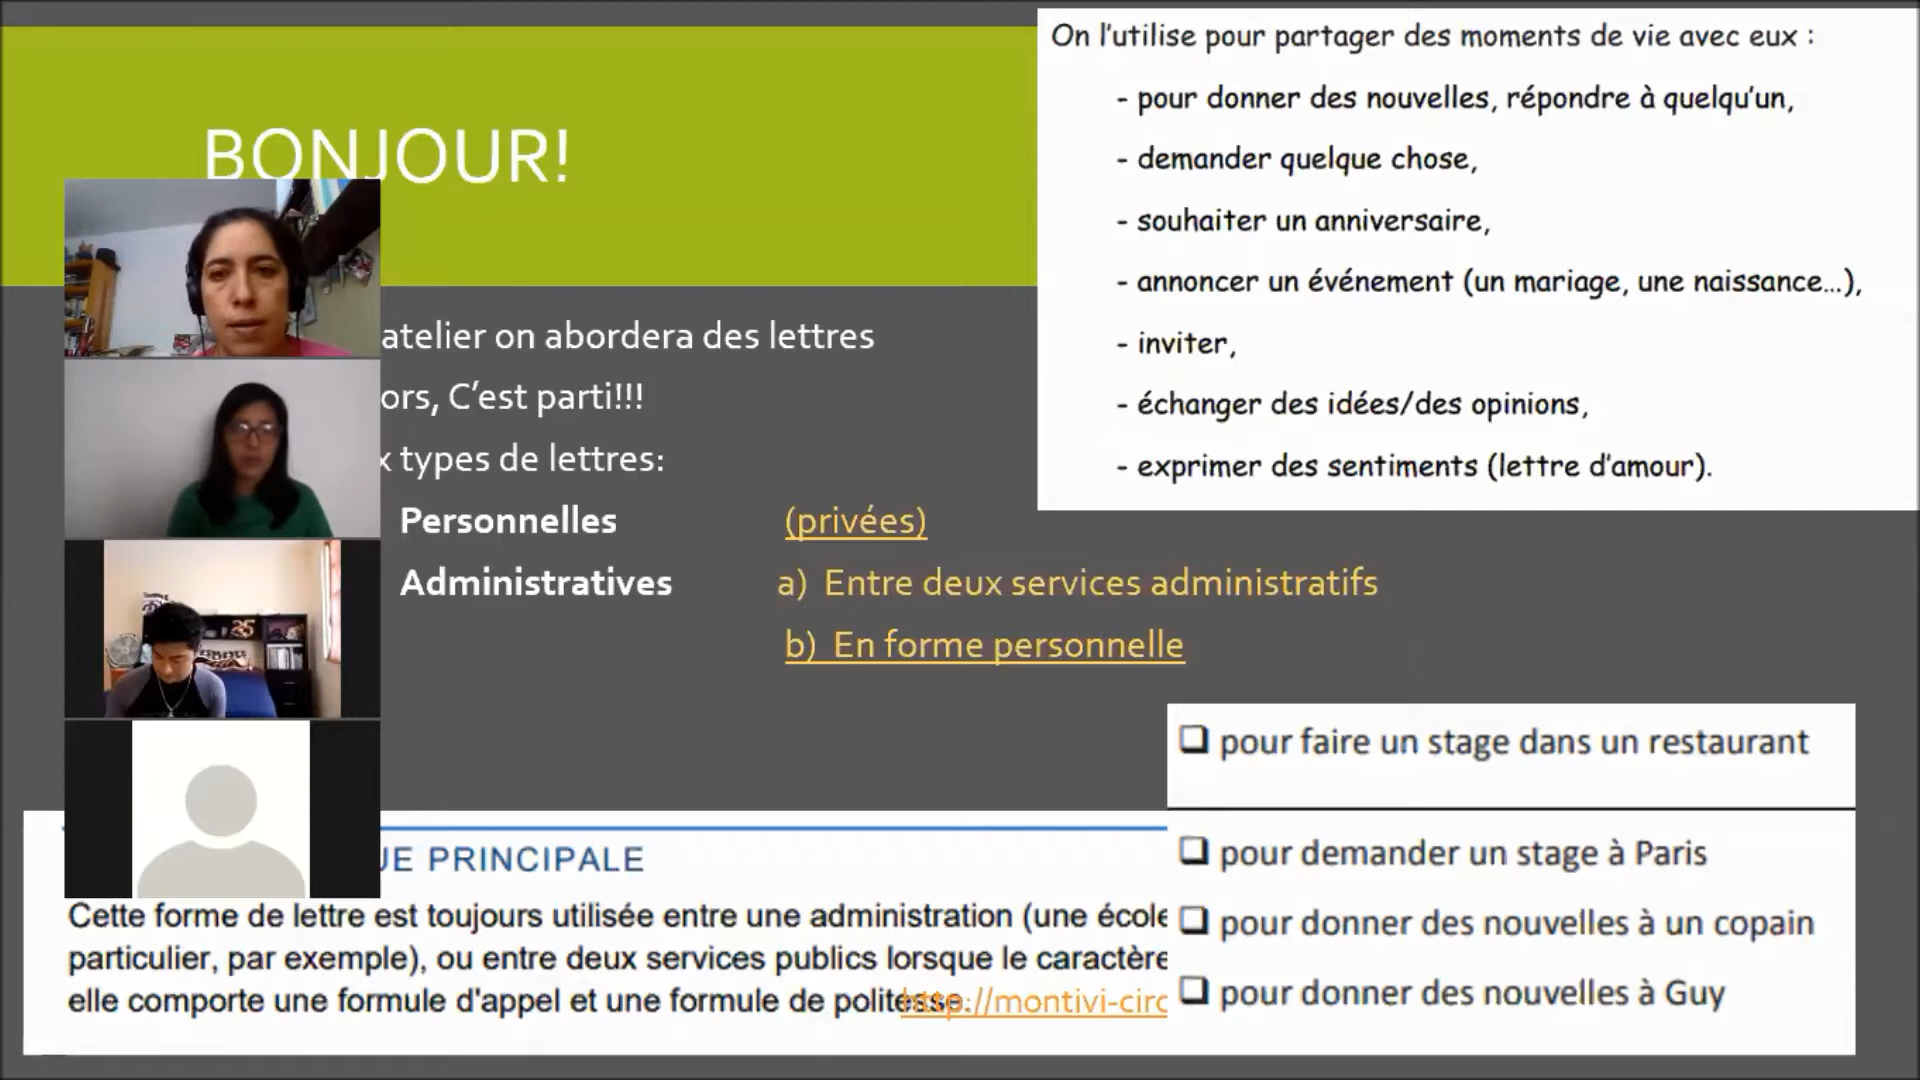 BONJOUR!
atelier on abordera des lettres
ors, C'est parti!!!
x types de lettres:
Personnelles (privées)
Administratives a) Entre deux services administratifs
b) En forme personnelle
On l'utilise pour partager des moments de vie avec eux :
- pour donner des nouvelles, répondre à quelqu'un,
- demander quelque chose,
- souhaiter un anniversaire,
- annoncer un événement (un mariage, une naissance...),
- inviter,
- échanger des idées/des opinions,
- exprimer des sentiments (lettre d'amour).
UE PRINCIPALE
Cette forme de lettre est toujours utilisée entre une administration (une école
particulier, par exemple), ou entre deux services publics lorsque le caractère
elle comporte une formule d'appel et une formule de politesse.
http://montivi-circ
pour faire un stage dans un restaurant
pour demander un stage à Paris
pour donner des nouvelles à un copain
pour donner des nouvelles à Guy
25